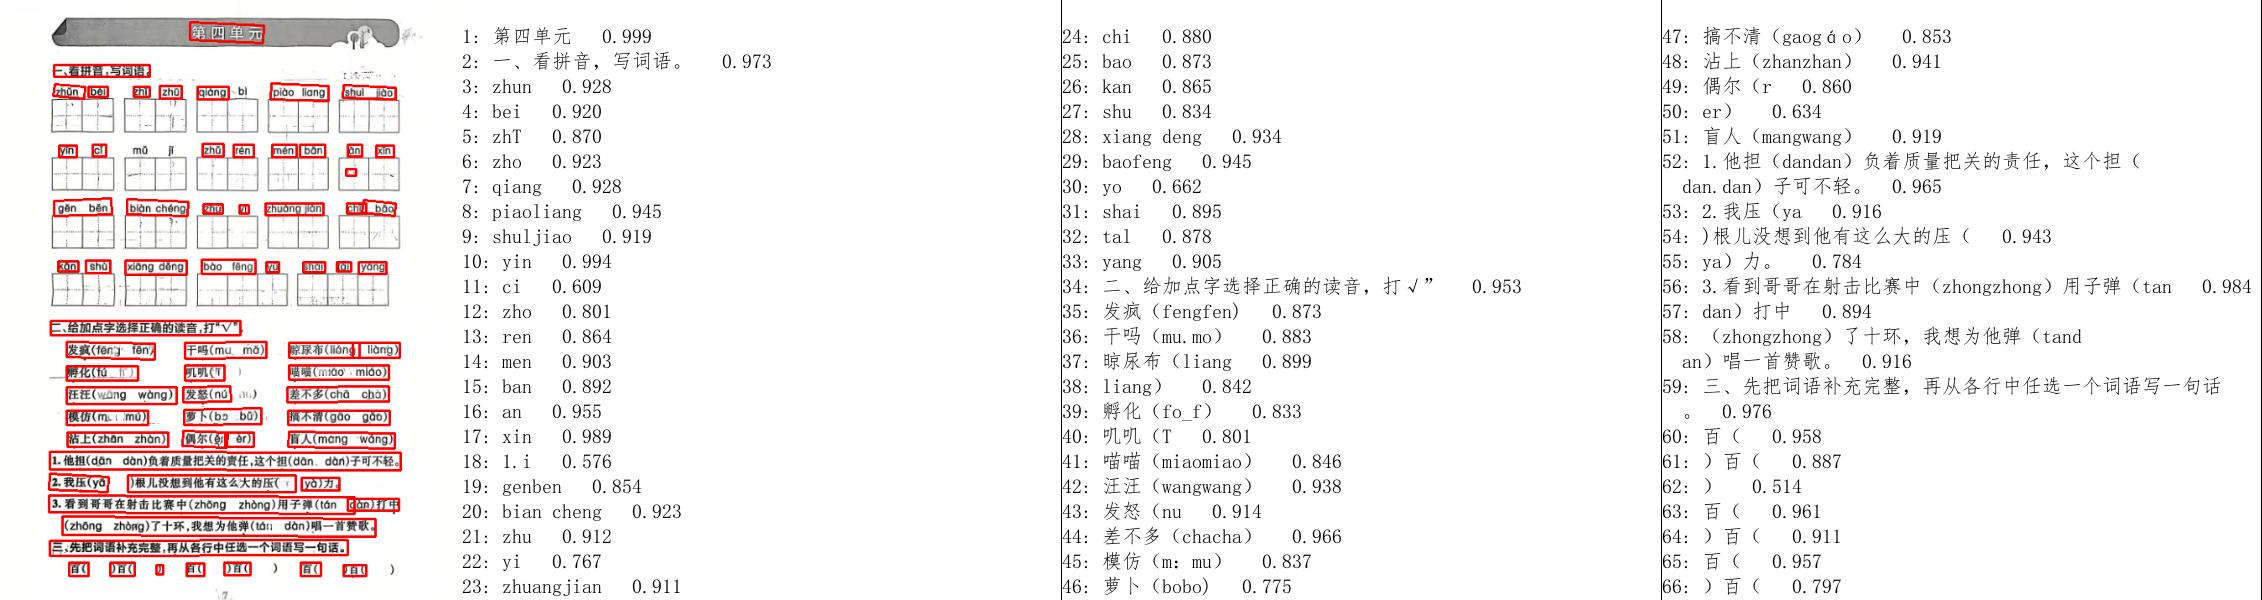 第四单元
一、看拼音,写词语。
zhǔn bèi zhī zhū qiáng bì piào liang shuì jiào
yīn cǐ mǔ jī zhǔ rén mén bǎn ān xīn
gēn běn biàn chéng zhù yì zhuāng jiàn chī bǎo
kàn shū xiāng dēng bào fēng yǔ shài tài yáng
二、给加点字选择正确的读音,打“√”。
发疯(fēng fēn) 干吗(mu mǎ) 晾尿布(liáng liàng)
孵化(fú 叽叽( ) 喵喵(miāo miáo)
汪汪(wāng wàng) 发怒(nú ) 差不多(chā chà)
模仿(m mú) 萝卜(bo bǔ) 搞不清(gāo gǎo)
沾上(zhān zhàn) 偶尔( ěr) 盲人(máng wáng)
1.他担(dān dàn)负着质量把关的责任,这个担(dān dàn)子可不轻。
2.我压(yā )根儿没想到他有这么大的压( yā)力。
3.看到哥哥在射击比赛中(zhōng zhòng)用子弹(tán dàn)打中
(zhōng zhòng)了十环,我想为他弹(tán dàn)唱一首赞歌。
三、先把词语补充完整,再从各行中任选一个词语写一句话。
百( )百( ) 百( )百( ) 百( )百( )
1: 第四单元 0.999
2: 一、看拼音，写词语。 0.973
3: zhun 0.928
4: bei 0.920
5: zhT 0.870
6: zho 0.923
7: qiang 0.928
8: piaoliang 0.945
9: shuljiao 0.919
10: yin 0.994
11: ci 0.609
12: zho 0.801
13: ren 0.864
14: men 0.903
15: ban 0.892
16: an 0.955
17: xin 0.989
18: 1.i 0.576
19: genben 0.854
20: bian cheng 0.923
21: zhu 0.912
22: yi 0.767
23: zhuangjian 0.911
24: chi 0.880
25: bao 0.873
26: kan 0.865
27: shu 0.834
28: xiang deng 0.934
29: baofeng 0.945
30: yo 0.662
31: shai 0.895
32: tal 0.878
33: yang 0.905
34: 二、给加点字选择正确的读音，打√” 0.953
35: 发疯（fengfen) 0.873
36: 干吗（mu.mo） 0.883
37: 晾尿布（liang 0.899
38: liang） 0.842
39: 孵化（fo_f） 0.833
40: 叽叽（T 0.801
41: 喵喵（miaomiao） 0.846
42: 汪汪（wangwang） 0.938
43: 发怒（nu 0.914
44: 差不多（chacha） 0.966
45: 模仿（m：mu） 0.837
46: 萝卜（bobo) 0.775
47: 搞不清（gaogáo） 0.853
48: 沾上（zhanzhan） 0.941
49: 偶尔（r 0.860
50: er） 0.634
51: 盲人（mangwang） 0.919
52: 1.他担（dandan）负着质量把关的责任，这个担（
dan.dan）子可不轻。 0.965
53: 2.我压（ya 0.916
54: )根儿没想到他有这么大的压（ 0.943
55: ya）力。 0.784
56: 3.看到哥哥在射击比赛中（zhongzhong）用子弹（tan 0.984
57: dan）打中 0.894
58: （zhongzhong）了十环，我想为他弹（tand
an）唱一首赞歌。 0.916
59: 三、先把词语补充完整，再从各行中任选一个词语写一句话
。 0.976
60: 百（ 0.958
61: ）百（ 0.887
62: ） 0.514
63: 百（ 0.961
64: ）百（ 0.911
65: 百（ 0.957
66: ）百（ 0.797